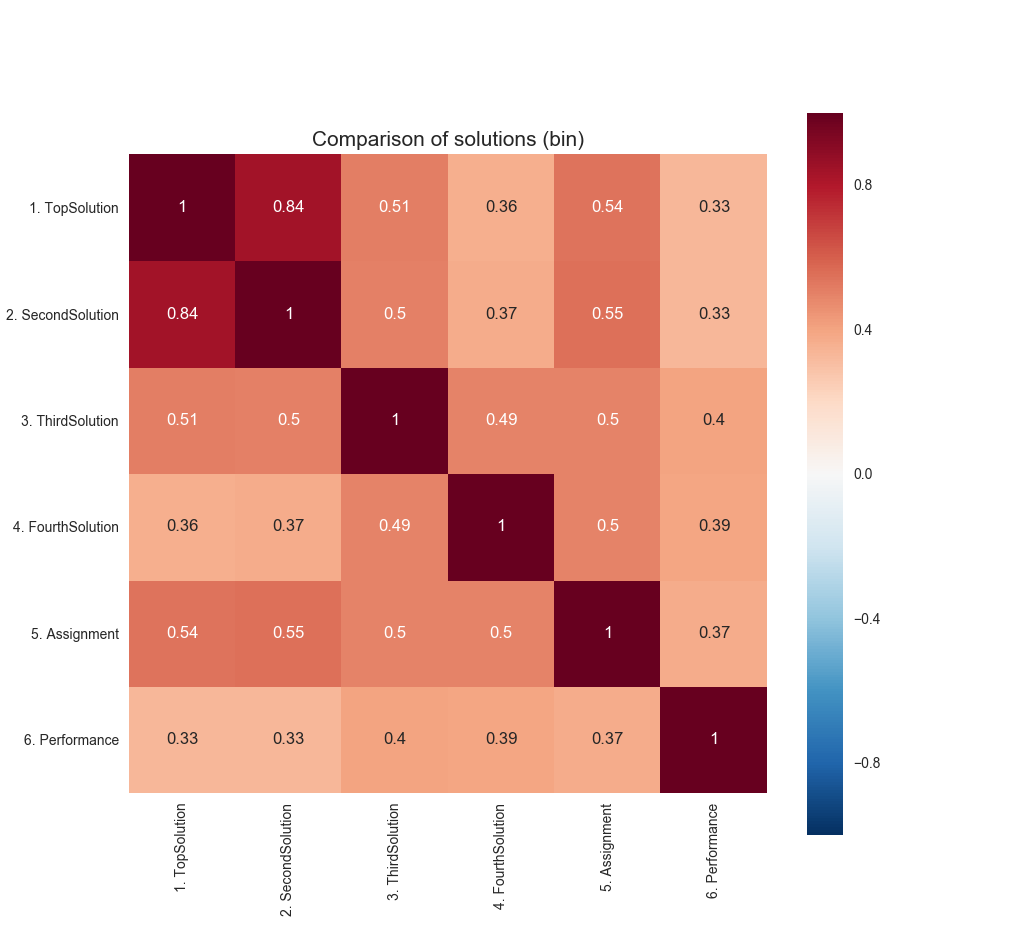 Comparison of solutions (bin)
1. TopSolution 1 0.84 0.51 0.36 0.54 0.33
2. SecondSolution 0.84 1 0.5 0.37 0.55 0.33
3. ThirdSolution 0.51 0.5 1 0.49 0.5 0.4
4. FourthSolution 0.36 0.37 0.49 1 0.5 0.39
5. Assignment 0.54 0.55 0.5 0.5 1 0.37
6. Performance 0.33 0.33 0.4 0.39 0.37 1
1. TopSolution
2. SecondSolution
3. ThirdSolution
4. FourthSolution
5. Assignment
6. Performance
0.8
0.4
0.0
−0.4
−0.8